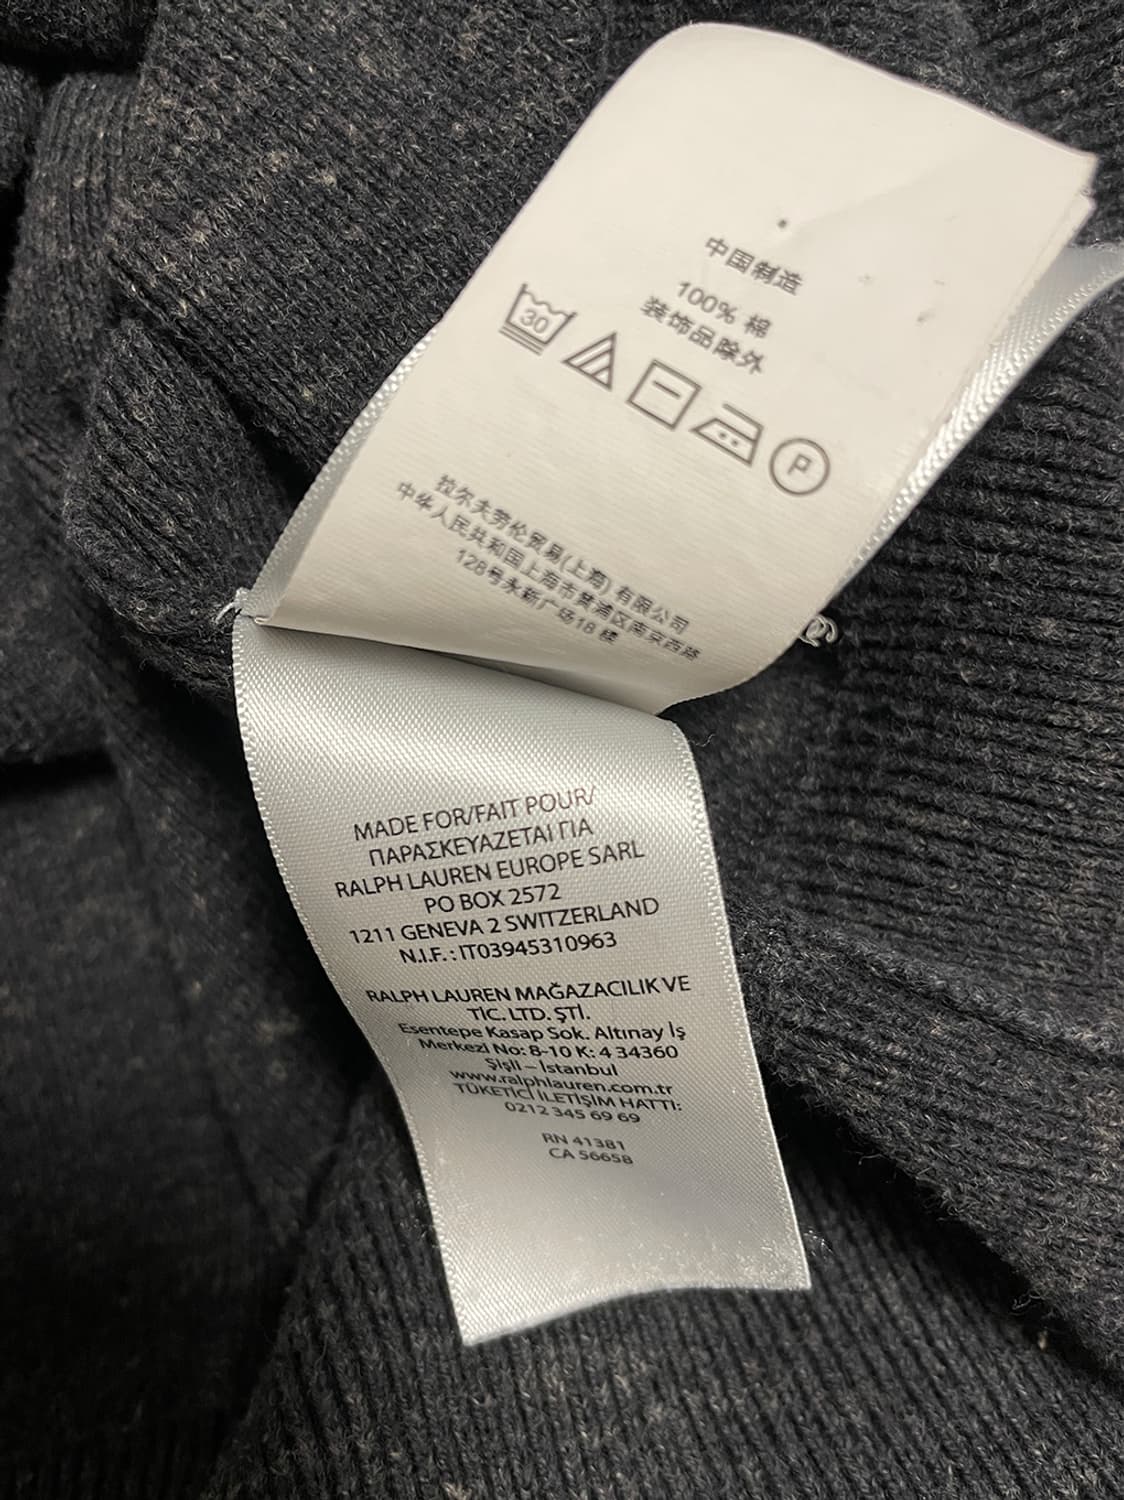 中国制造
100% 棉
装饰品除外
30
P
拉尔夫劳伦贸易(上海) 有限公司
中华人民共和国上海市黄浦区南京西路
128号永新广场18 楼
MADE FOR/FAIT POUR/
ΠΑΡΑΣΚΕΥΑΖΕΤΑΙ ΓΙΑ
RALPH LAUREN EUROPE SARL
PO BOX 2572
1211 GENEVA 2 SWITZERLAND
N.I.F. : IT03945310963
RALPH LAUREN MAĞAZACILIK VE
TİC. LTD. ŞTİ.
Esentepe Kasap Sok. Altınay İş
Merkezi No: 8-10 K: 4 34360
Şişli – İstanbul
www.ralphlauren.com.tr
TÜKETİCİ İLETİŞİM HATTI:
0212 345 69 69
RN 41381
CA 56658